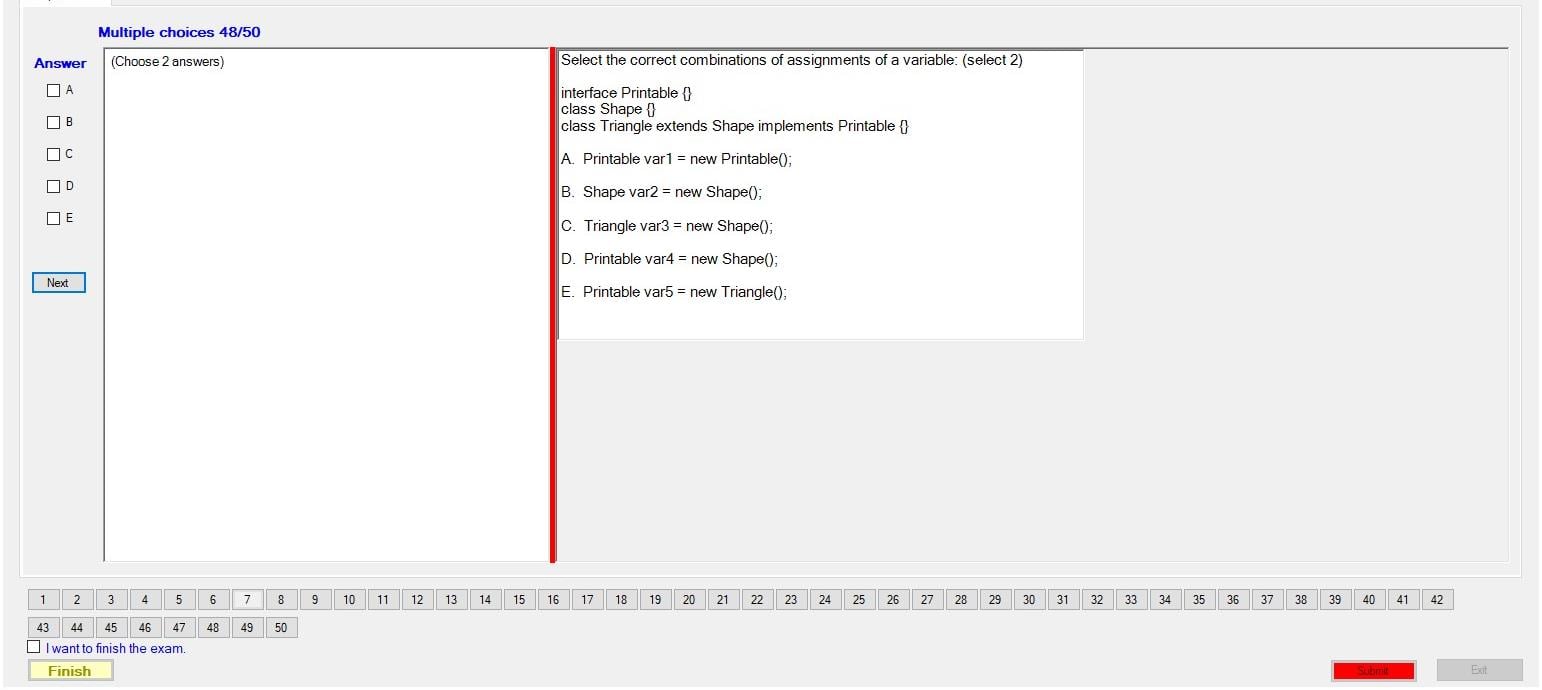 Multiple choices 48/50
Answer
A
B
C
D
E
Next
(Choose 2 answers)
Select the correct combinations of assignments of a variable: (select 2)
interface Printable {}
class Shape {}
class Triangle extends Shape implements Printable {}
A. Printable var1 = new Printable();
B. Shape var2 = new Shape();
C. Triangle var3 = new Shape();
D. Printable var4 = new Shape();
E. Printable var5 = new Triangle();
1 2 3 4 5 6 7 8 9 10 11 12 13 14 15 16 17 18 19 20 21 22 23 24 25 26 27 28 29 30 31 32 33 34 35 36 37 38 39 40 41 42
43 44 45 46 47 48 49 50
I want to finish the exam.
Finish Submit Exit